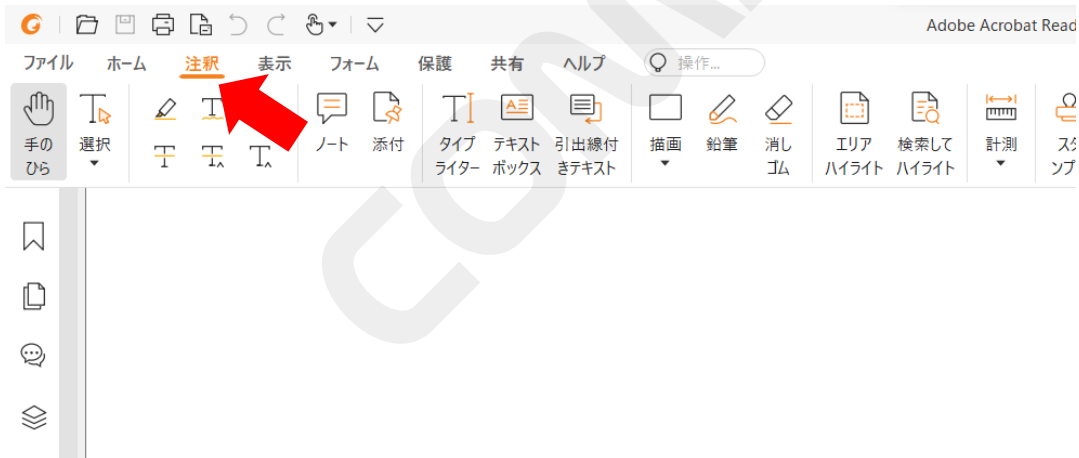 Adobe Acrobat Read
ファイル ホーム 注釈 表示 フォーム 保護 共有 ヘルプ 操作...
手の
ひら
選択
ノート
添付
タイプ
ライター
テキスト
ボックス
引出線付
きテキスト
描画
鉛筆
消し
ゴム
エリア
ハイライト
検索して
ハイライト
計測
スタ
ンプ
COM